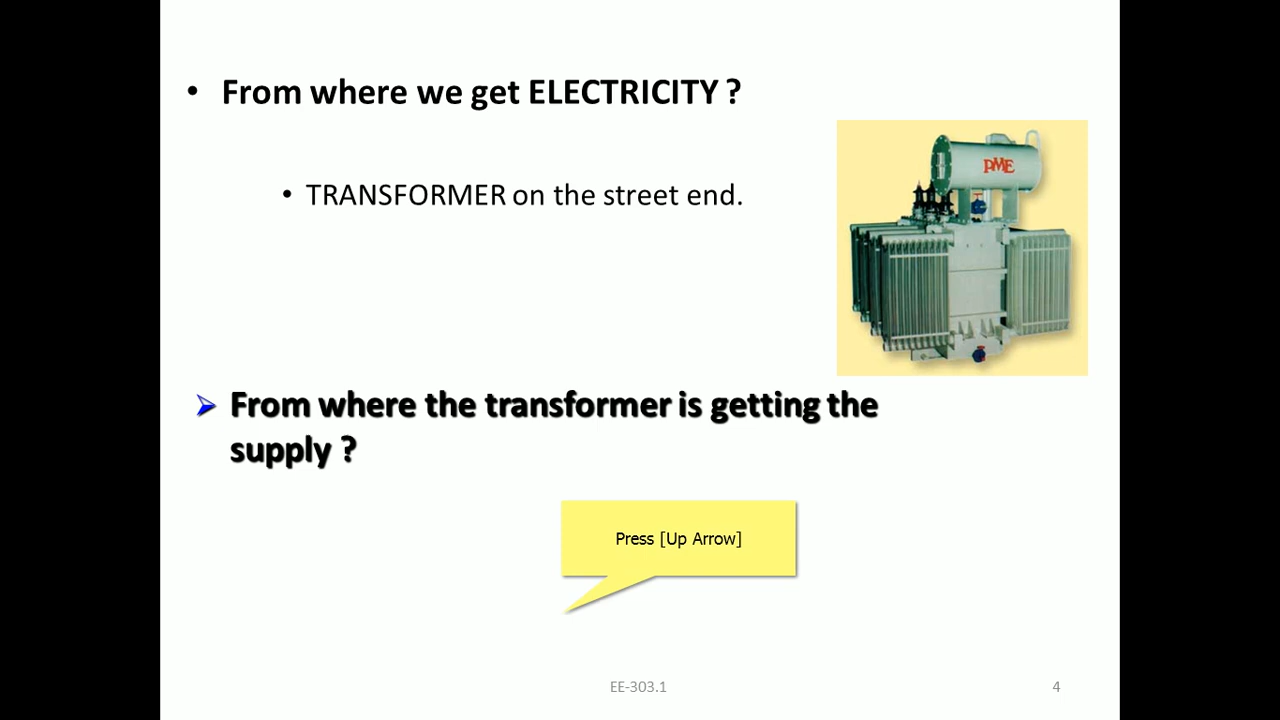 • From where we get ELECTRICITY ?
• TRANSFORMER on the street end.
PME
➢ From where the transformer is getting the
supply ?
Press [Up Arrow]
EE-303.1
4